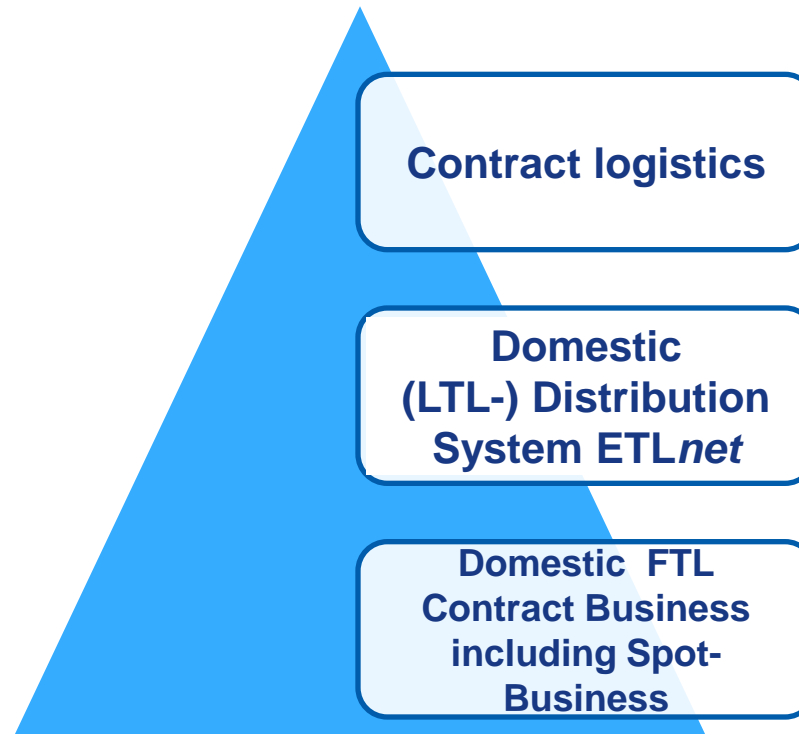 Contract logistics
Domestic
(LTL-) Distribution
System ETLnet
Domestic  FTL
Contract Business
including Spot-
Business